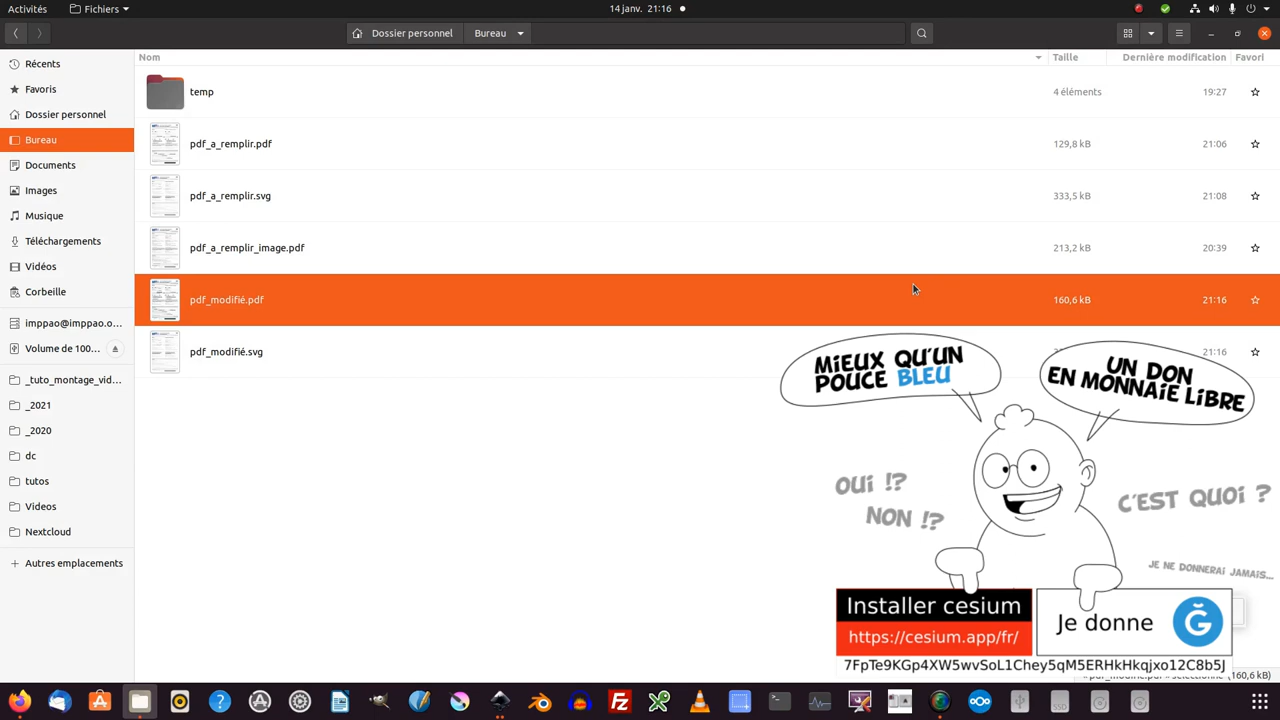 Activités
Fichiers
14 janv. 21:16
Dossier personnel
Bureau
Nom
Taille
Dernière modification
Favori
Récents
Favoris
Dossier personnel
Bureau
Documents
Images
Musique
Téléchargements
Vidéos
Corbeille
imppao@imppao.o...
Volume de 100...
_tuto_montage_vid...
_2021
_2020
dc
tutos
Videos
Nextcloud
Autres emplacements
temp
4 éléments
19:27
pdf_a_remplir.pdf
129,8 kB
21:06
pdf_a_remplir.svg
333,5 kB
21:08
pdf_a_remplir_image.pdf
213,2 kB
20:39
pdf_modifié.pdf
160,6 kB
21:16
pdf_modifié.svg
21:16
MIEUX QU'UN
POUCE BLEU
UN DON
EN MONNAIE LIBRE
OUI !?
NON !?
C'EST QUOI ?
JE NE DONNERAI JAMAIS...
Installer cesium
https://cesium.app/fr/
Je donne
Ğ
7FpTe9KGp4XW5wvSoL1Chey5qM5ERHkHkqjxo12C8b5J